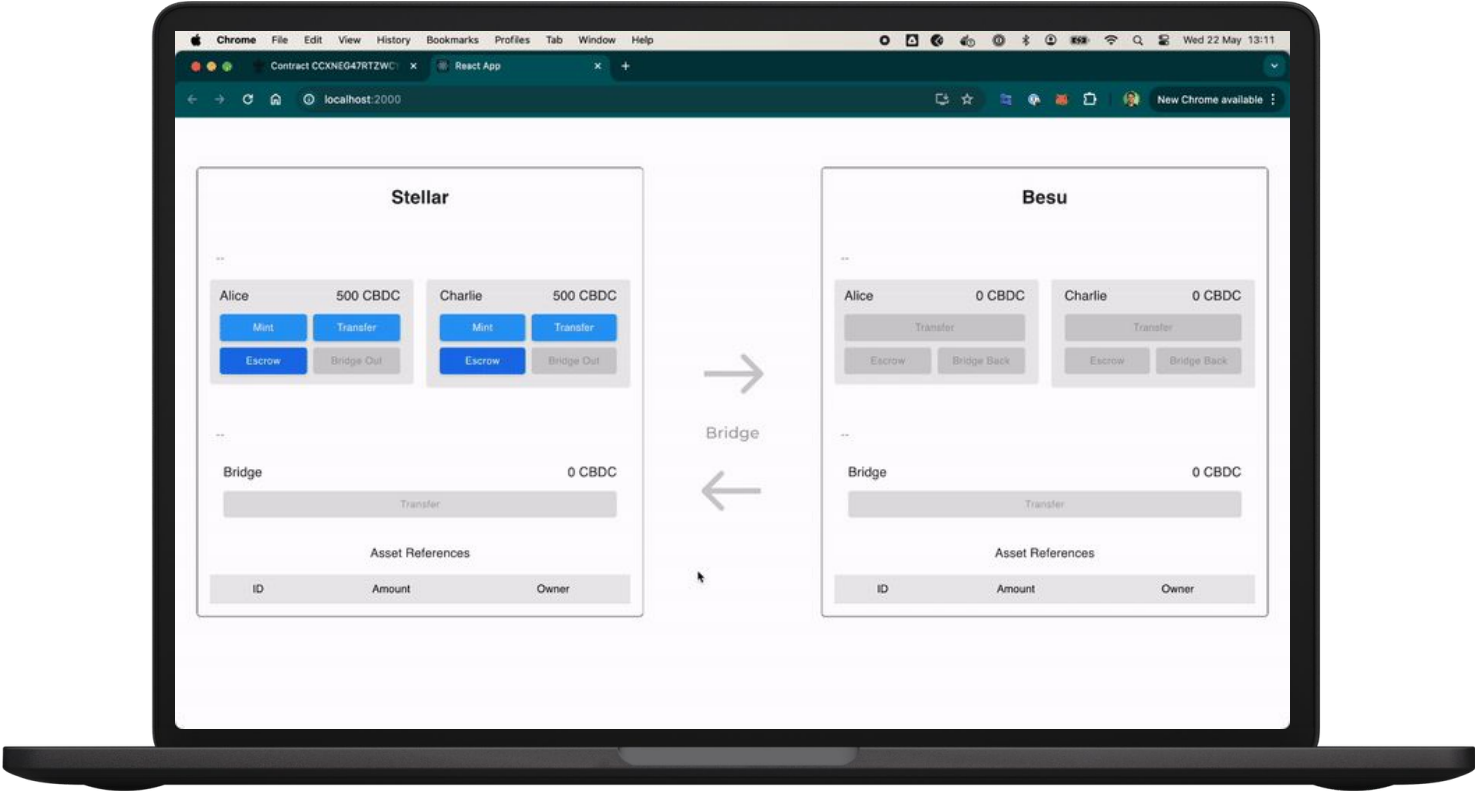 Chrome File Edit View History Bookmarks Profiles Tab Window Help Wed 22 May 13:11
Contract CCXNEG47RTZWC React App
localhost:2000 New Chrome available
Stellar
--
Alice 500 CBDC
Mint Transfer
Escrow Bridge Out
Charlie 500 CBDC
Mint Transfer
Escrow Bridge Out
--
Bridge 0 CBDC
Transfer
Asset References
ID Amount Owner
Bridge
Besu
--
Alice 0 CBDC
Transfer
Escrow Bridge Back
Charlie 0 CBDC
Transfer
Escrow Bridge Back
--
Bridge 0 CBDC
Transfer
Asset References
ID Amount Owner